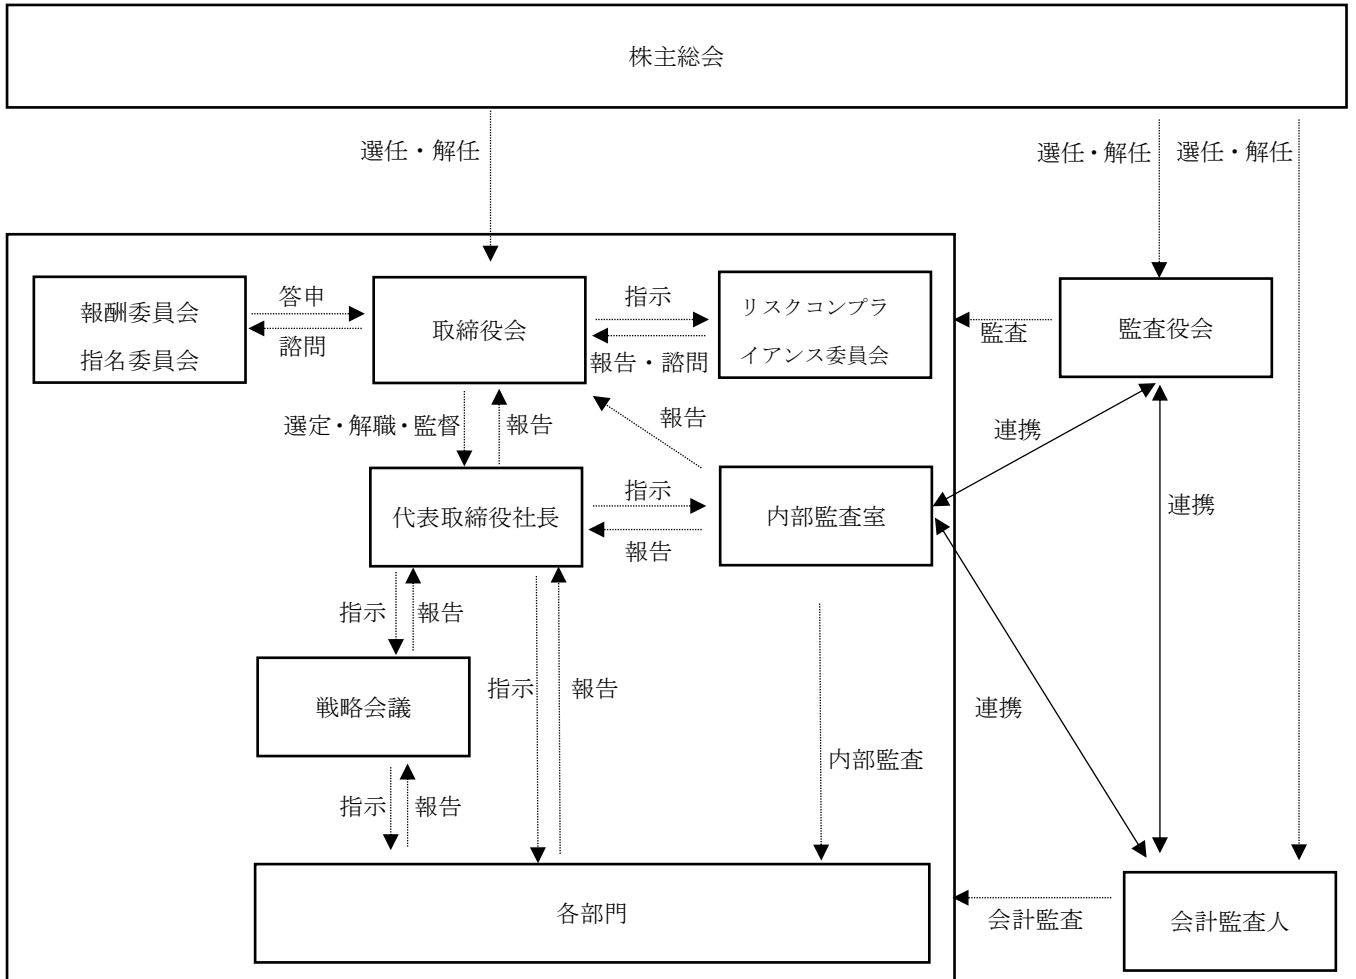 株主総会
選任・解任
選任・解任
選任・解任
報酬委員会
指名委員会
答申
諮問
取締役会
指示
報告・諮問
リスクコンプラ
イアンス委員会
監査
監査役会
選定・解職・監督
報告
報告
連携
連携
代表取締役社長
指示
報告
内部監査室
指示
報告
戦略会議
指示
報告
連携
内部監査
指示
報告
各部門
会計監査
会計監査人